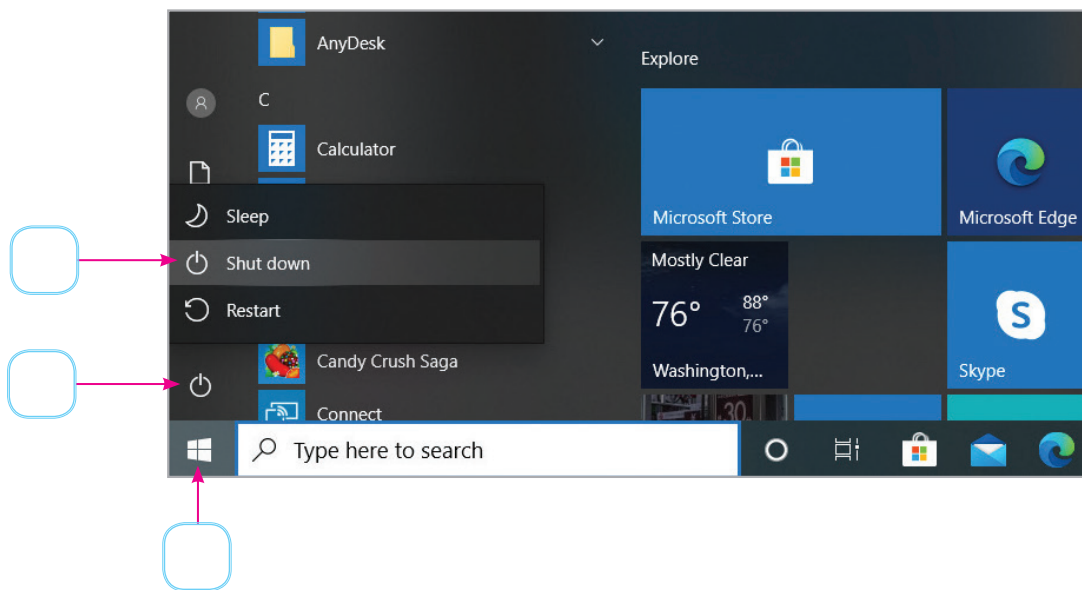 AnyDesk
Explore
C
Calculator
Sleep
Microsoft Store
Microsoft Edge
Shut down
Mostly Clear
Restart
76°
88°
76°
S
Candy Crush Saga
Washington,...
Skype
Connect
30
Type here to search